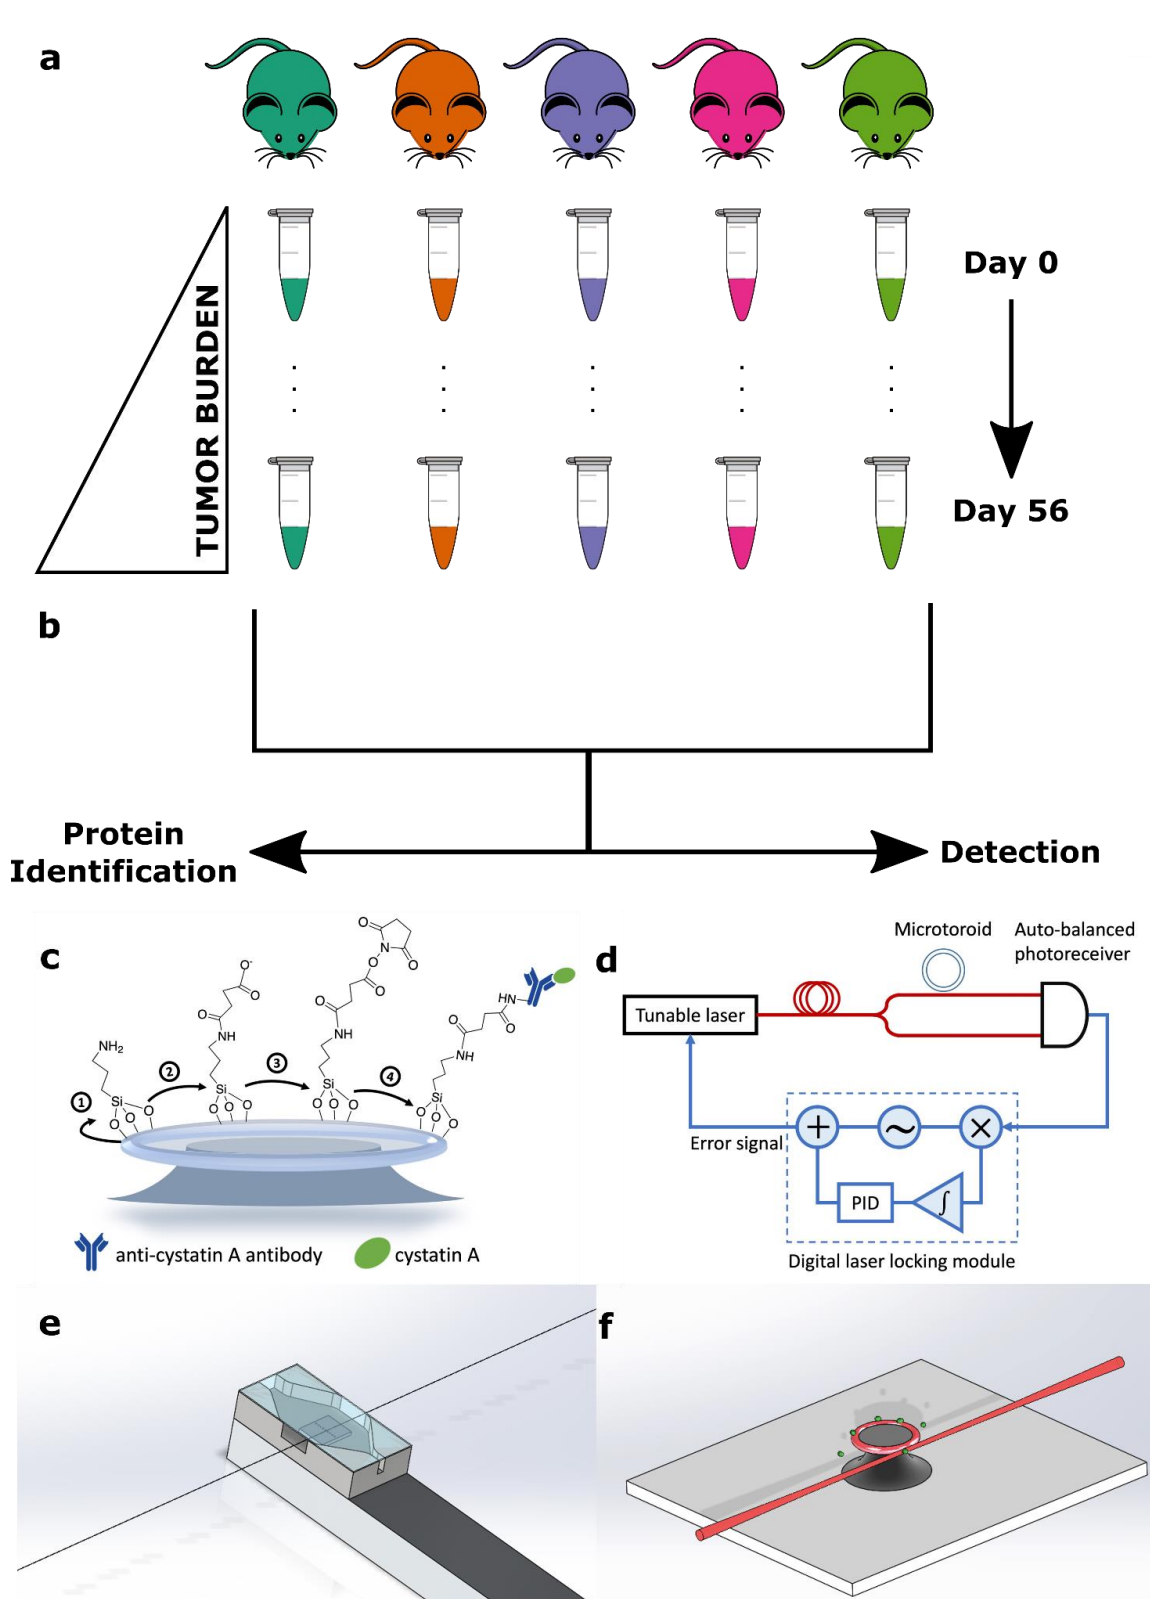 a
TUMOR BURDEN
Day 0
Day 56
b
Protein
Identification
Detection
c
NH₂
Si
O
O
O
①
②
O⁻
O
O
NH
Si
O
O
O
③
O
N
O
O
O
O
NH
Si
O
O
O
④
HN
O
O
NH
Si
O
O
O
anti-cystatin A antibody
cystatin A
d
Microtoroid
Auto-balanced
photoreceiver
Tunable laser
Error signal
+
~
×
PID
∫
Digital laser locking module
e
f